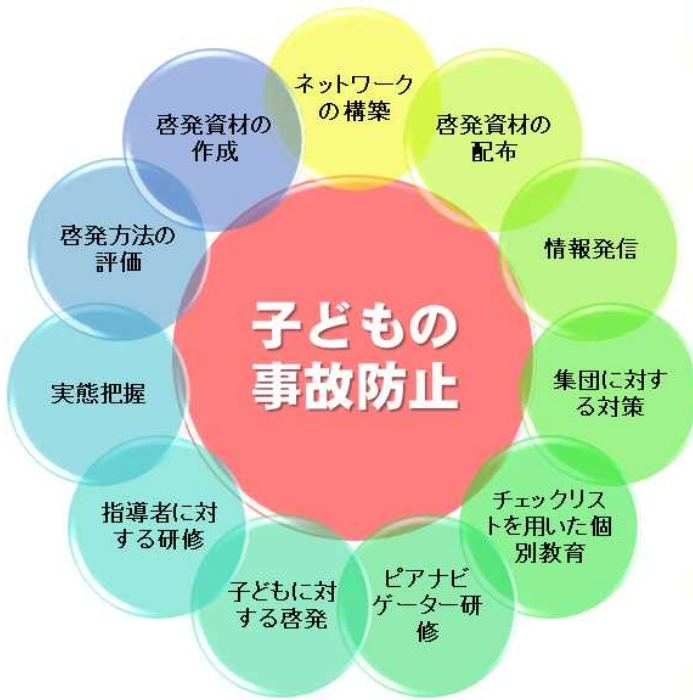 ネットワーク
の構築
啓発資材の
配布
情報発信
集団に対す
る対策
チェックリス
トを用いた個
別教育
ピアナビ
ゲーター研
修
子どもに対
する啓発
指導者に対
する研修
実態把握
啓発方法の
評価
啓発資材の
作成
子どもの
事故防止